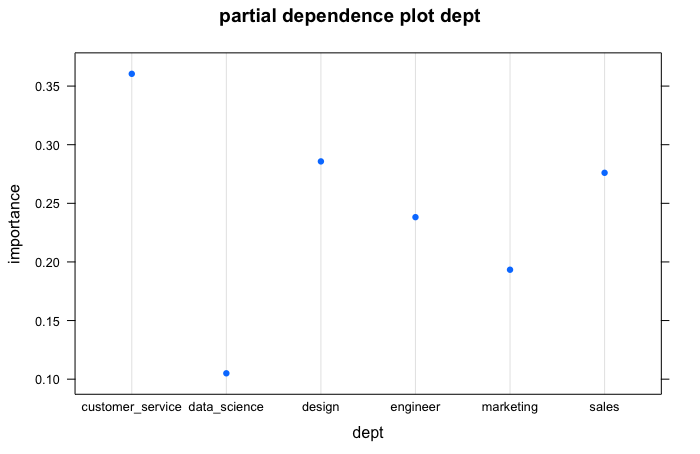 partial dependence plot dept
importance
0.35
0.30
0.25
0.20
0.15
0.10
customer_service data_science design engineer marketing sales
dept